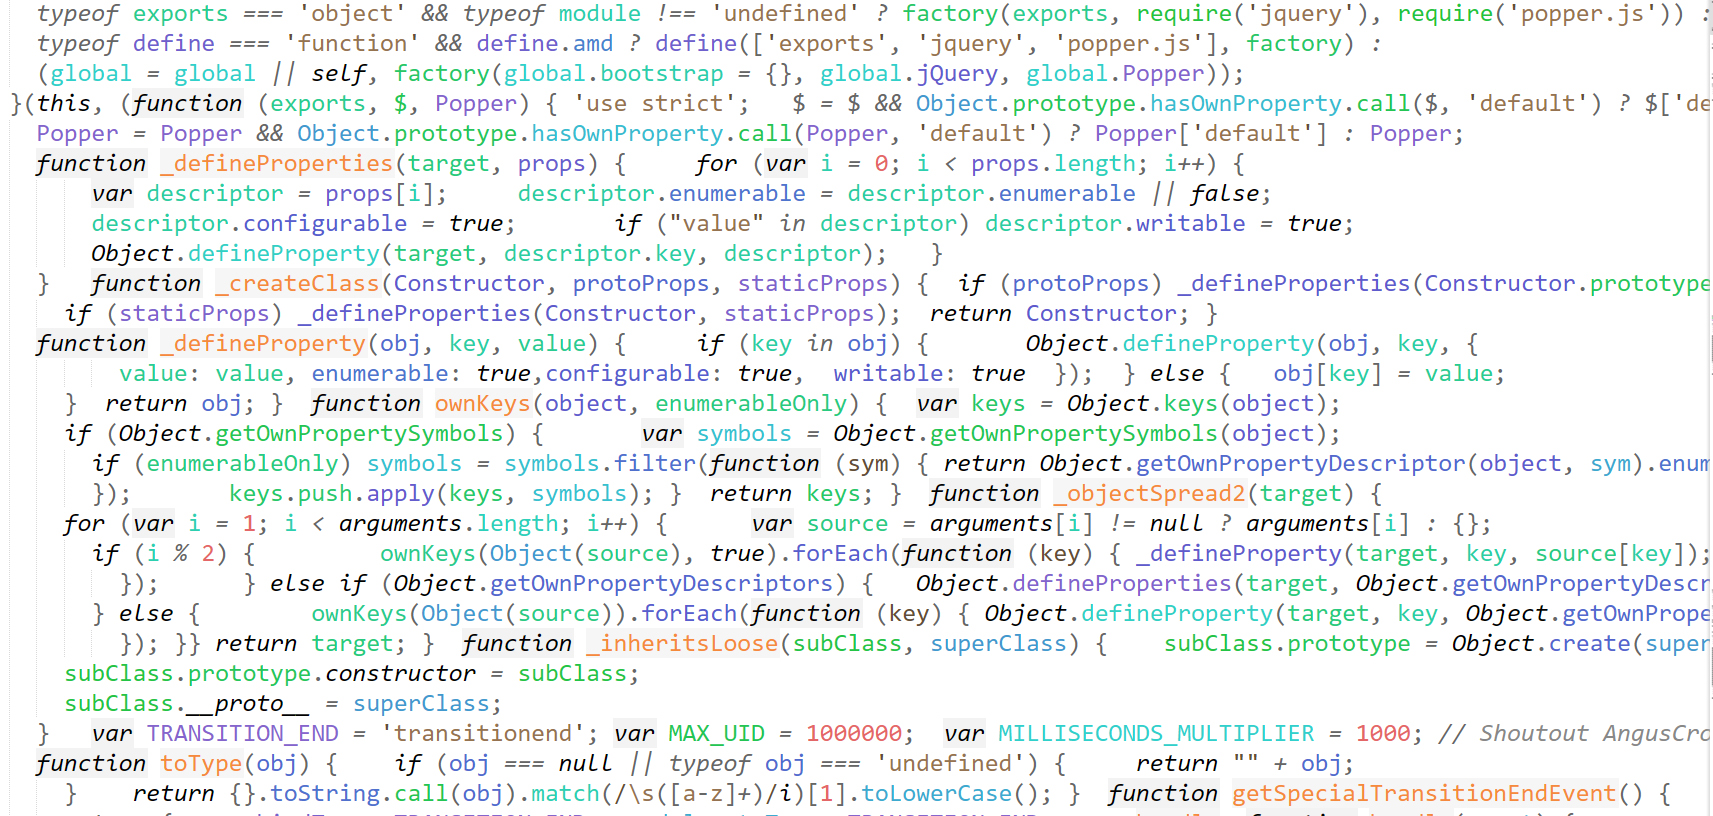 typeof exports === 'object' && typeof module !== 'undefined' ? factory(exports, require('jquery'), require('popper.js')) :
typeof define === 'function' && define.amd ? define(['exports', 'jquery', 'popper.js'], factory) :
(global = global || self, factory(global.bootstrap = {}, global.jQuery, global.Popper));
}(this, (function (exports, $, Popper) { 'use strict';   $ = $ && Object.prototype.hasOwnProperty.call($, 'default') ? $['de
Popper = Popper && Object.prototype.hasOwnProperty.call(Popper, 'default') ? Popper['default'] : Popper;
function _defineProperties(target, props) {     for (var i = 0; i < props.length; i++) {
var descriptor = props[i];     descriptor.enumerable = descriptor.enumerable || false;
descriptor.configurable = true;       if ("value" in descriptor) descriptor.writable = true;
Object.defineProperty(target, descriptor.key, descriptor);   }
}   function _createClass(Constructor, protoProps, staticProps) {  if (protoProps) _defineProperties(Constructor.prototype
if (staticProps) _defineProperties(Constructor, staticProps);  return Constructor; }
function _defineProperty(obj, key, value) {     if (key in obj) {       Object.defineProperty(obj, key, {
value: value, enumerable: true,configurable: true,  writable: true  });  } else {   obj[key] = value;
}  return obj; }  function ownKeys(object, enumerableOnly) {  var keys = Object.keys(object);
if (Object.getOwnPropertySymbols) {       var symbols = Object.getOwnPropertySymbols(object);
if (enumerableOnly) symbols = symbols.filter(function (sym) { return Object.getOwnPropertyDescriptor(object, sym).enum
});       keys.push.apply(keys, symbols); }  return keys; }  function _objectSpread2(target) {
for (var i = 1; i < arguments.length; i++) {      var source = arguments[i] != null ? arguments[i] : {};
if (i % 2) {         ownKeys(Object(source), true).forEach(function (key) { _defineProperty(target, key, source[key]);
});      } else if (Object.getOwnPropertyDescriptors) {   Object.defineProperties(target, Object.getOwnPropertyDescr
} else {        ownKeys(Object(source)).forEach(function (key) { Object.defineProperty(target, key, Object.getOwnPrope
}); }} return target; }  function _inheritsLoose(subClass, superClass) {    subClass.prototype = Object.create(super
subClass.prototype.constructor = subClass;
subClass.__proto__ = superClass;
}   var TRANSITION_END = 'transitionend'; var MAX_UID = 1000000;  var MILLISECONDS_MULTIPLIER = 1000; // Shoutout AngusCro
function toType(obj) {    if (obj === null || typeof obj === 'undefined') {     return "" + obj;
}    return {}.toString.call(obj).match(/\s([a-z]+)/i)[1].toLowerCase(); }  function getSpecialTransitionEndEvent() {